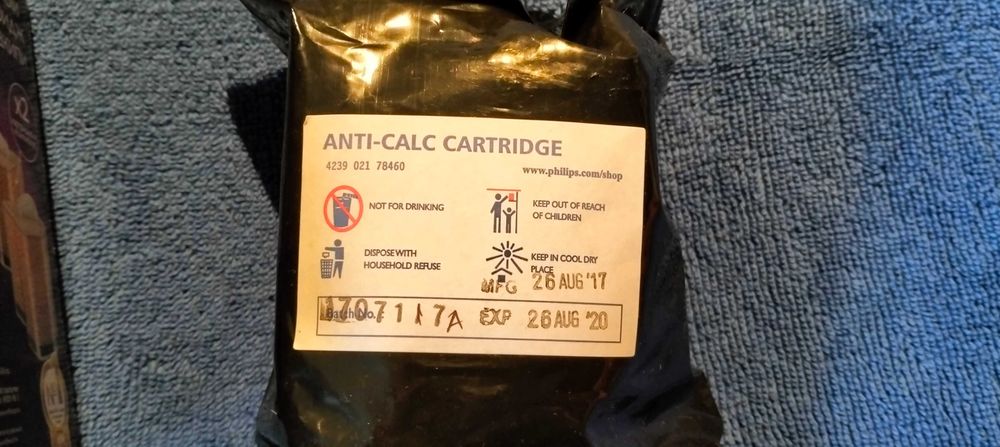 ANTI-CALC CARTRIDGE
4239 021 78460
www.philips.com/shop
NOT FOR DRINKING
KEEP OUT OF REACH
OF CHILDREN
DISPOSE WITH
HOUSEHOLD REFUSE
KEEP IN COOL DRY
PLACE
MFG 26 AUG '17
Batch No.:
EXP 26 AUG '20
X2